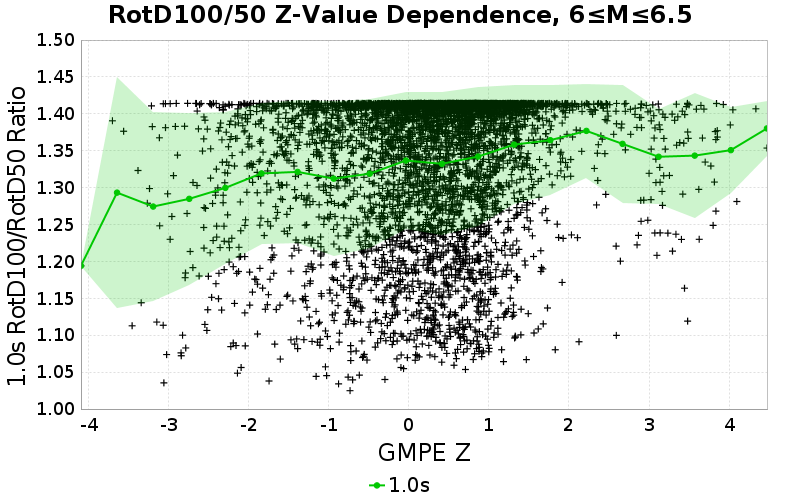 RotD100/50 Z-Value Dependence, 6≤M≤6.5
1.0s RotD100/RotD50 Ratio
1.50
1.45
1.40
1.35
1.30
1.25
1.20
1.15
1.10
1.05
1.00
-4 -3 -2 -1 0 1 2 3 4
GMPE Z
1.0s